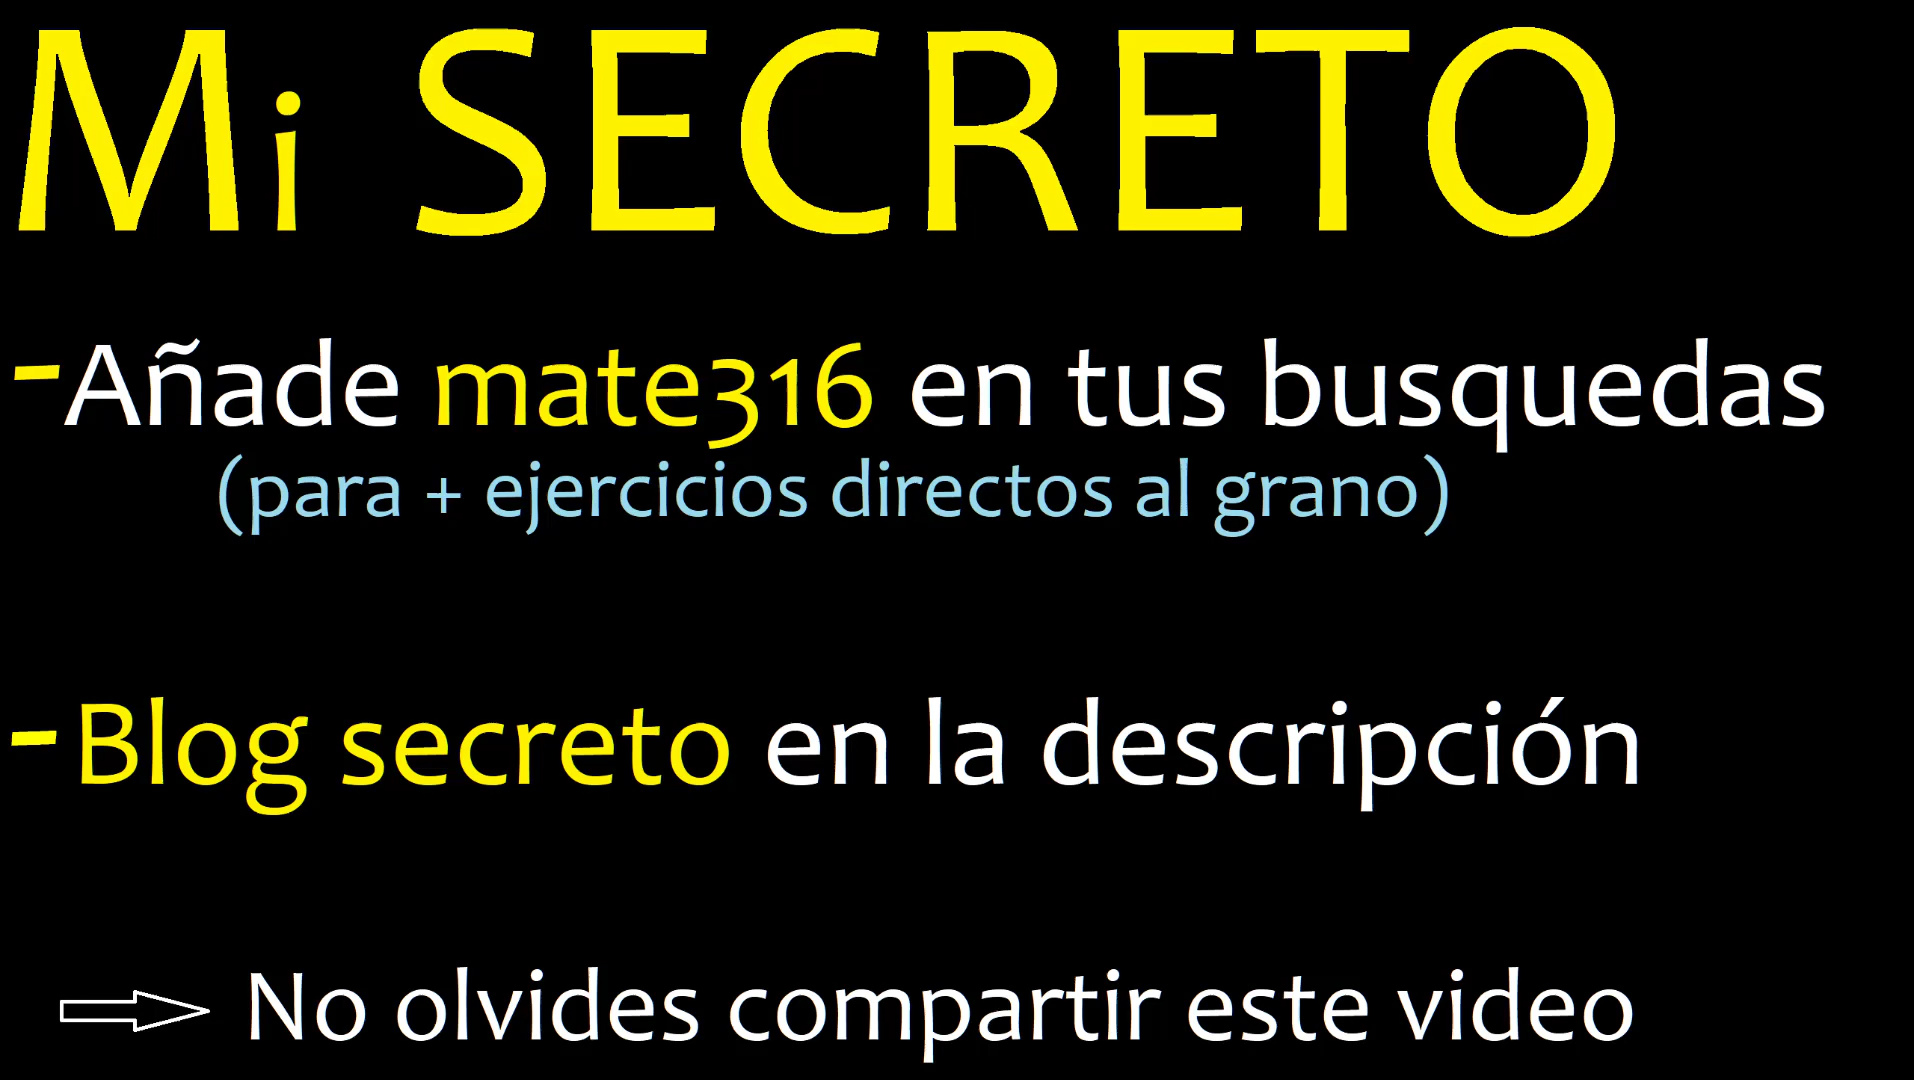 Mi SECRETO
-Añade mate316 en tus busquedas
(para + ejercicios directos al grano)
-Blog secreto en la descripción
No olvides compartir este video